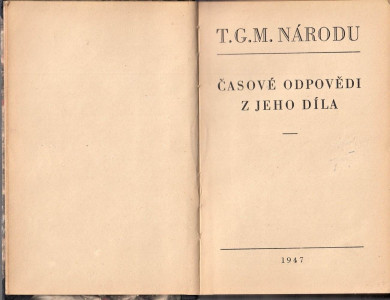 T.G.M. NÁRODU
ČASOVÉ ODPOVĚDI
Z JEHO DÍLA
1947